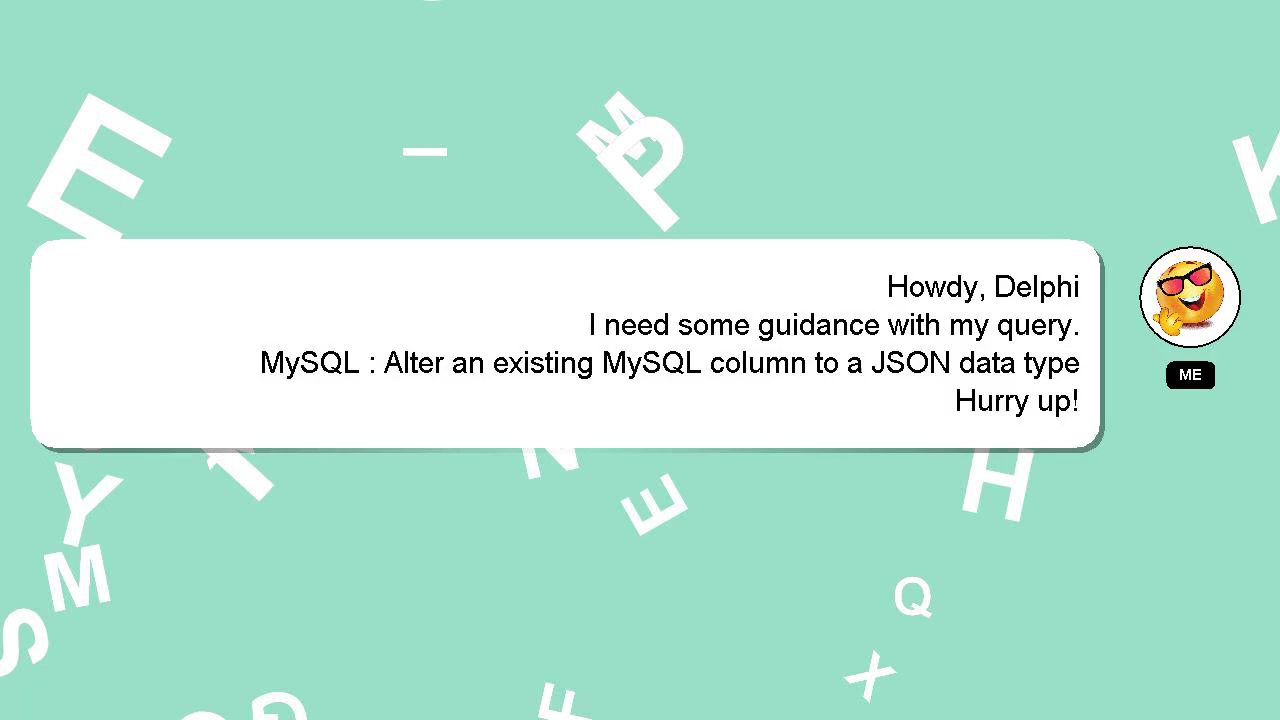 Howdy, Delphi
I need some guidance with my query.
MySQL : Alter an existing MySQL column to a JSON data type
Hurry up!
ME
E
M
P
K
Y
N
E
H
M
S
Q
X
G
F